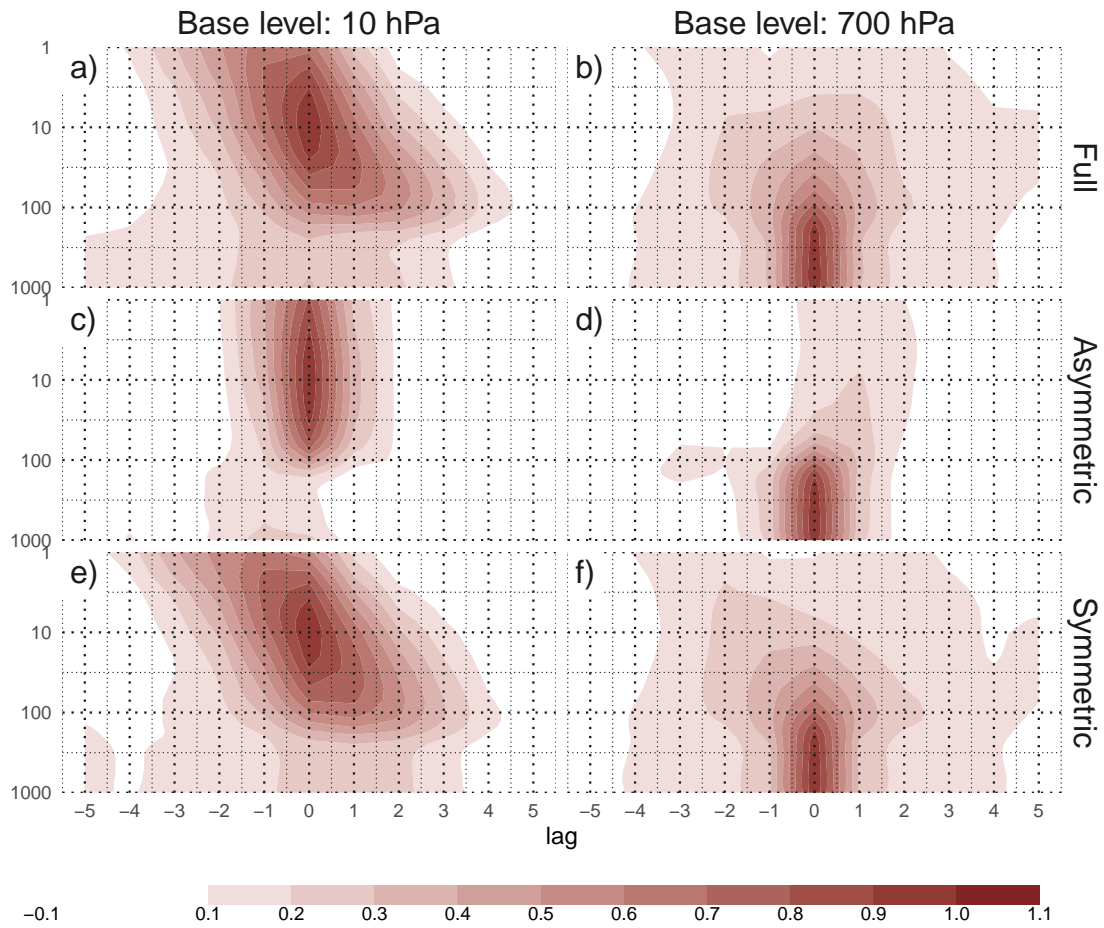 Base level: 10 hPa Base level: 700 hPa
a) b)
1
10
100
1000
Full
c) d)
1
10
100
1000
Asymmetric
e) f)
1
10
100
1000
Symmetric
−5 −4 −3 −2 −1 0 1 2 3 4 5 −5 −4 −3 −2 −1 0 1 2 3 4 5
lag
−0.1 0.1 0.2 0.3 0.4 0.5 0.6 0.7 0.8 0.9 1.0 1.1